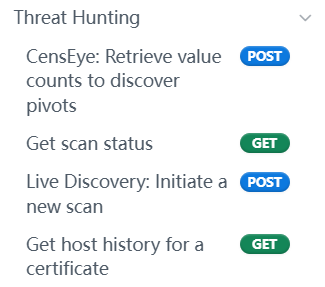 Threat Hunting
CensEye: Retrieve value POST
counts to discover
pivots
Get scan status GET
Live Discovery: Initiate a POST
new scan
Get host history for a GET
certificate